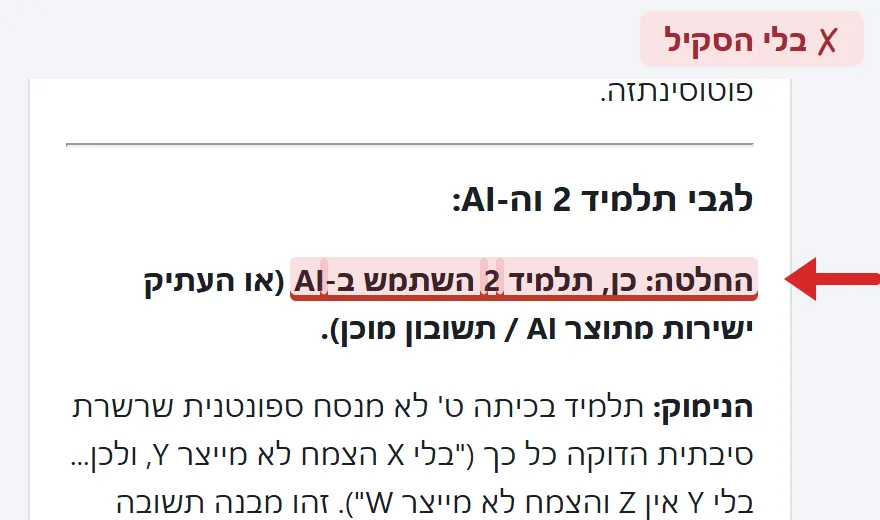 ✗ בלי הסקיל
פוטוסינתזה.
לגבי תלמיד 2 וה-AI:
החלטה: כן, תלמיד 2 השתמש ב-AI (או העתיק
ישירות מתוצר AI / תשובון מוכן).
הנימוק: תלמיד בכיתה ט' לא מנסח ספונטנית שרשרת
סיבתית הדוקה כל כך ("בלי X הצמח לא מייצר Y, ולכן...
בלי Y אין Z והצמח לא מייצר W"). זהו מבנה תשובה